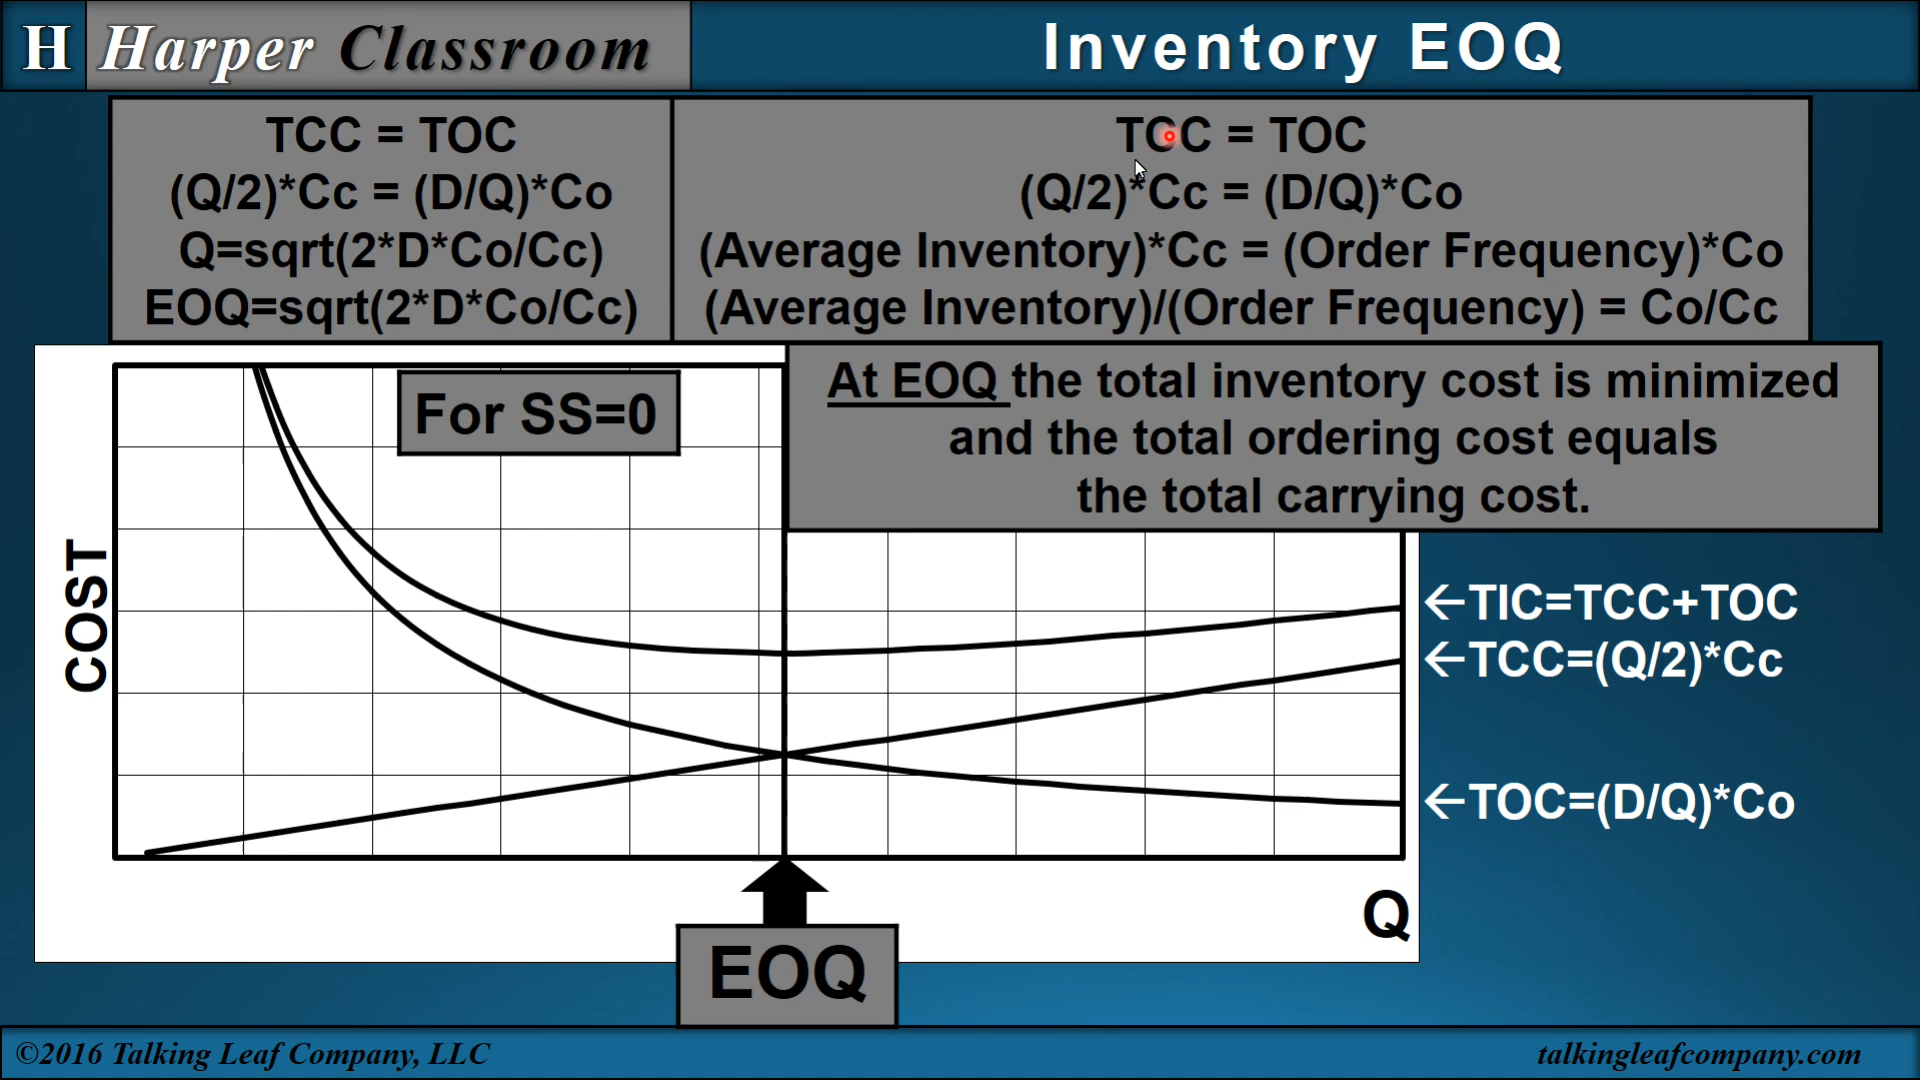 H Harper Classroom
Inventory EOQ
TCC = TOC
(Q/2)*Cc = (D/Q)*Co
Q=sqrt(2*D*Co/Cc)
EOQ=sqrt(2*D*Co/Cc)
TCC = TOC
(Q/2)*Cc = (D/Q)*Co
(Average Inventory)*Cc = (Order Frequency)*Co
(Average Inventory)/(Order Frequency) = Co/Cc
For SS=0
At EOQ the total inventory cost is minimized
and the total ordering cost equals
the total carrying cost.
COST
←TIC=TCC+TOC
←TCC=(Q/2)*Cc
←TOC=(D/Q)*Co
Q
EOQ
©2016 Talking Leaf Company, LLC
talkingleafcompany.com